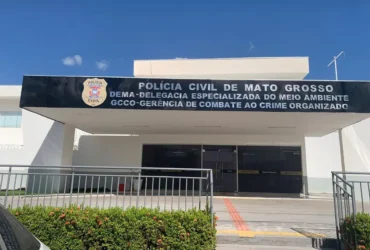 POLÍCIA CIVIL DE MATO GROSSO
DEMA-DELEGACIA ESPECIALIZADA DO MEIO AMBIENTE
GCCO-GERÊNCIA DE COMBATE AO CRIME ORGANIZADO